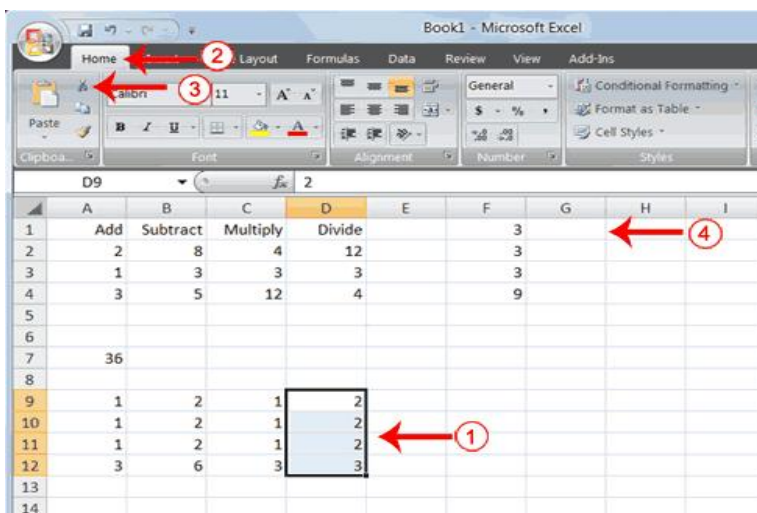 Book1 - Microsoft Excel
Home 2 Layout Formulas Data Review View Add-Ins
3
Calibri 11 A A General Conditional Formatting
Paste B I U A $ % , Format as Table
.00 .0 Cell Styles
Clipboa... Font Alignment Number Styles
D9 fx 2
A B C D E F G H I
1 Add Subtract Multiply Divide 3 4
2 2 8 4 12 3
3 1 3 3 3 3
4 3 5 12 4 9
5
6
7 36
8
9 1 2 1 2
10 1 2 1 2
11 1 2 1 2 1
12 3 6 3 3
13
14